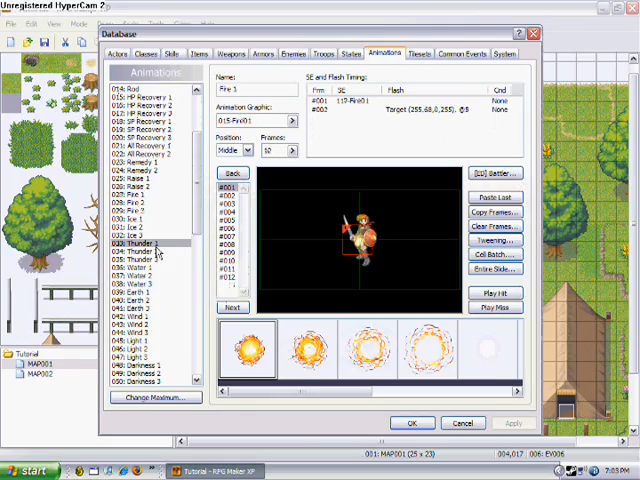 Unregistered HyperCam 2
File Edit View Mode
Database
Actors Classes Skills Items Weapons Armors Enemies Troops States Animations Tilesets Common Events System
Animations
014: Rod
015: HP Recovery 1
016: HP Recovery 2
017: HP Recovery 3
018: SP Recovery 1
019: SP Recovery 2
020: SP Recovery 3
021: All Recovery 1
022: All Recovery 2
023: Remedy 1
024: Remedy 2
025: Raise 1
026: Raise 2
027: Fire 1
028: Fire 2
029: Fire 3
030: Ice 1
031: Ice 2
032: Ice 3
033: Thunder 1
034: Thunder
035: Thunder 3
036: Water 1
037: Water 2
038: Water 3
039: Earth 1
040: Earth 2
041: Earth 3
042: Wind 1
043: Wind 2
044: Wind 3
045: Light 1
046: Light 2
047: Light 3
048: Darkness 1
049: Darkness 2
050: Darkness 3
Change Maximum...
Name:
Fire 1
Animation Graphic:
015-Fire01
Position:
Middle
Frames:
SE and Flash Timing:
Frm SE Flash Cnd
#001 117-Fire01 None
#002 Target (255,68,0,255), @5 None
Back
#001
#002
#003
#004
#005
#006
#007
#008
#009
#010
#011
#012
Next
Battler...
Paste Last
Copy Frames...
Clear Frames...
Tweening...
Cell Batch...
Entire Slide...
Play Hit
Play Miss
OK Cancel Apply
Tutorial
MAP001
MAP002
001: MAP001 (25 x 23) 004,017 006: EV006
start
Tutorial - RPG Maker XP
7:03 PM